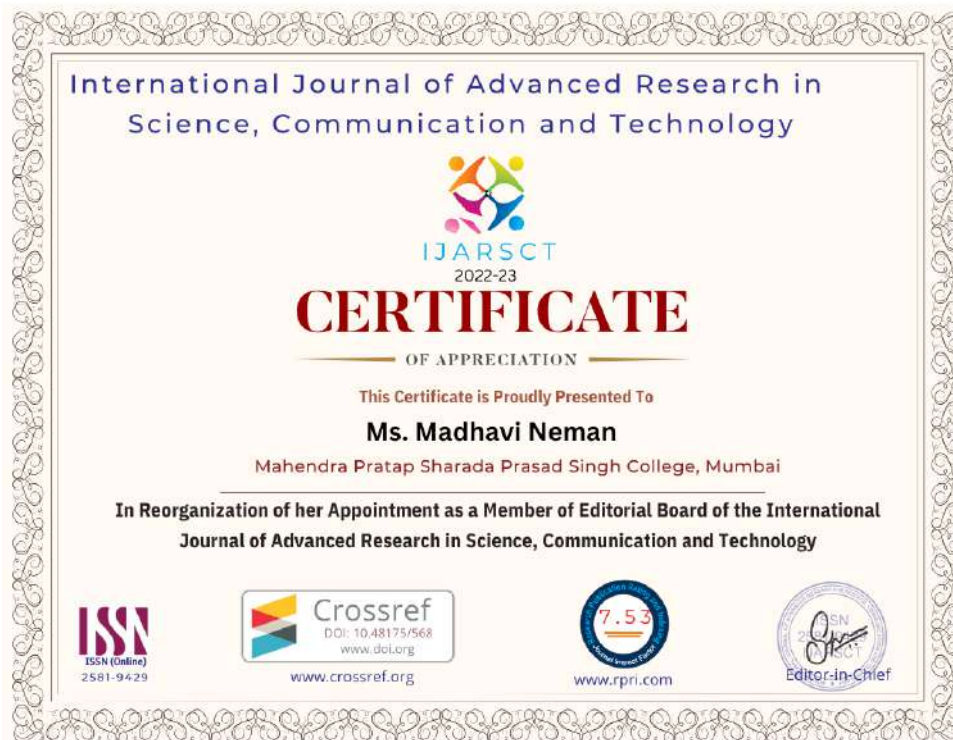 International Journal of Advanced Research in
Science, Communication and Technology
IJARSCT
2022-23
CERTIFICATE
OF APPRECIATION
This Certificate is Proudly Presented To
Ms. Madhavi Neman
Mahendra Pratap Sharada Prasad Singh College, Mumbai
In Reorganization of her Appointment as a Member of Editorial Board of the International
Journal of Advanced Research in Science, Communication and Technology
ISSN
ISSN (Online)
2581-9429
Crossref
DOI: 10.48175/568
www.doi.org
www.crossref.org
7.53
Journal Impact Factor
www.rpri.com
ISSN
Editor-in-Chief